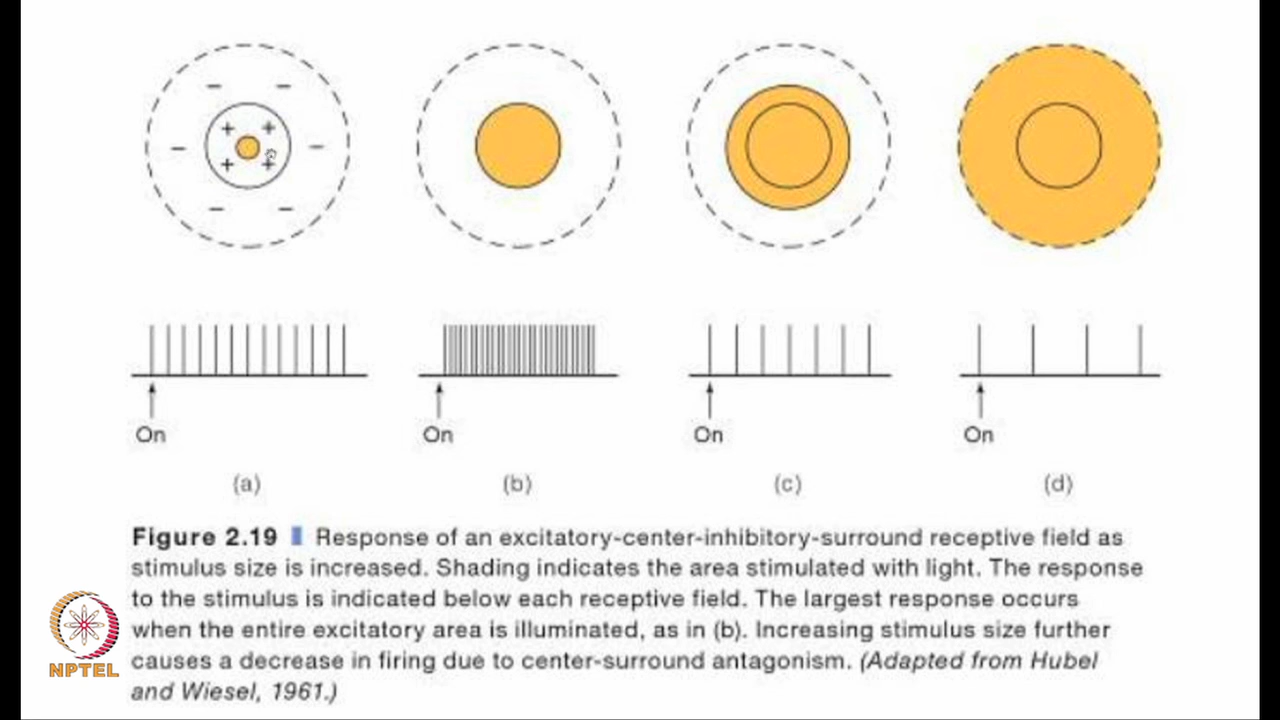 On On On On
(a) (b) (c) (d)
Figure 2.19 Response of an excitatory-center-inhibitory-surround receptive field as
stimulus size is increased. Shading indicates the area stimulated with light. The response
to the stimulus is indicated below each receptive field. The largest response occurs
when the entire excitatory area is illuminated, as in (b). Increasing stimulus size further
causes a decrease in firing due to center-surround antagonism. (Adapted from Hubel
and Wiesel, 1961.)
NPTEL